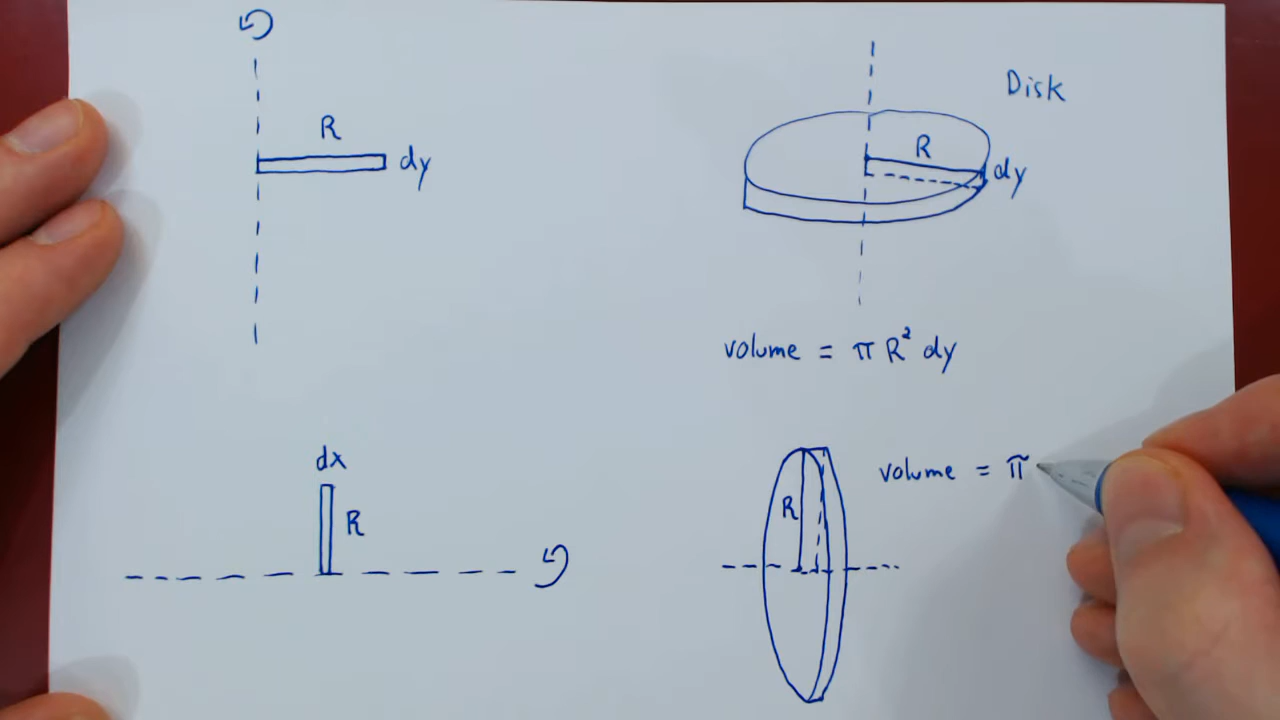 R
dy
Disk
R
dy
volume = π R² dy
dx
R
R
volume = π